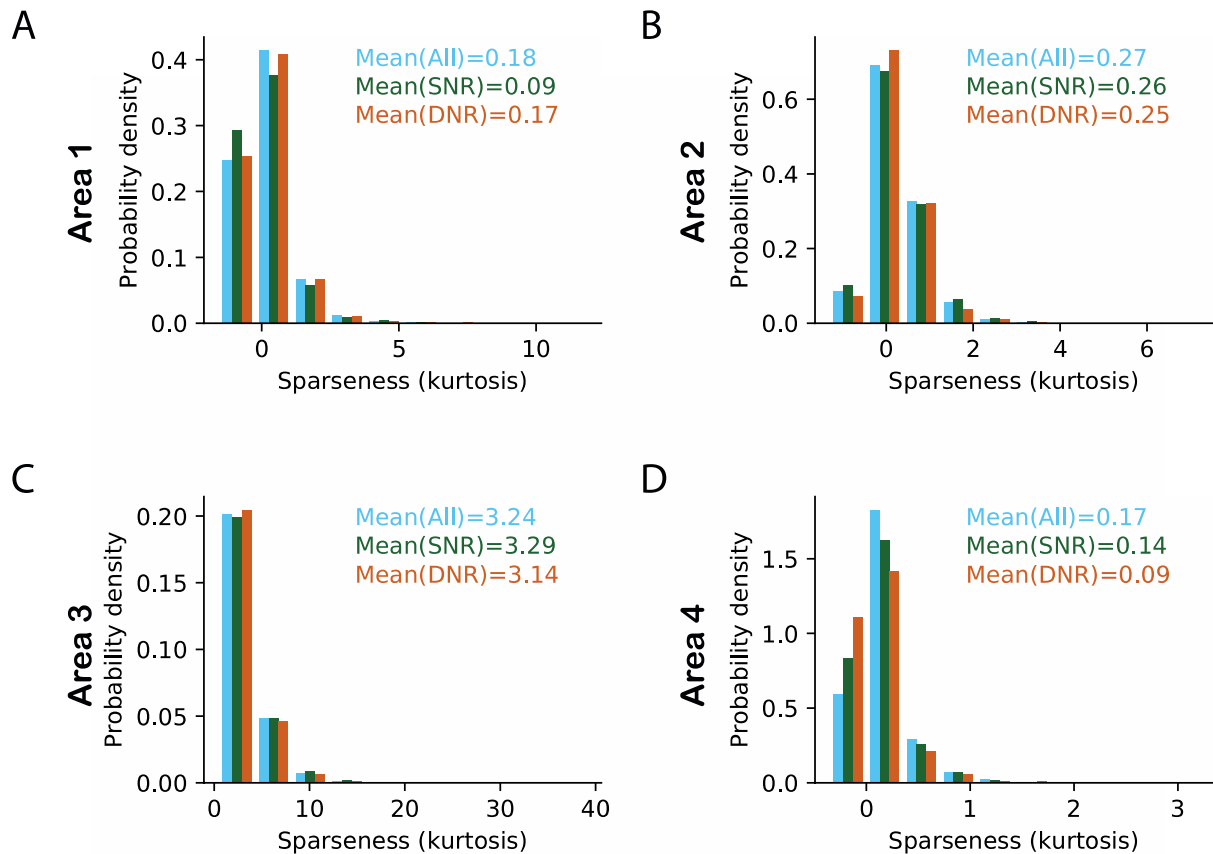 A
Area 1
Probability density
0.4
0.3
0.2
0.1
0.0
Mean(All)=0.18
Mean(SNR)=0.09
Mean(DNR)=0.17
0 5 10
Sparseness (kurtosis)
B
Area 2
Probability density
0.6
0.4
0.2
0.0
Mean(All)=0.27
Mean(SNR)=0.26
Mean(DNR)=0.25
0 2 4 6
Sparseness (kurtosis)
C
Area 3
Probability density
0.20
0.15
0.10
0.05
0.00
Mean(All)=3.24
Mean(SNR)=3.29
Mean(DNR)=3.14
0 10 20 30 40
Sparseness (kurtosis)
D
Area 4
Probability density
1.5
1.0
0.5
0.0
Mean(All)=0.17
Mean(SNR)=0.14
Mean(DNR)=0.09
0 1 2 3
Sparseness (kurtosis)